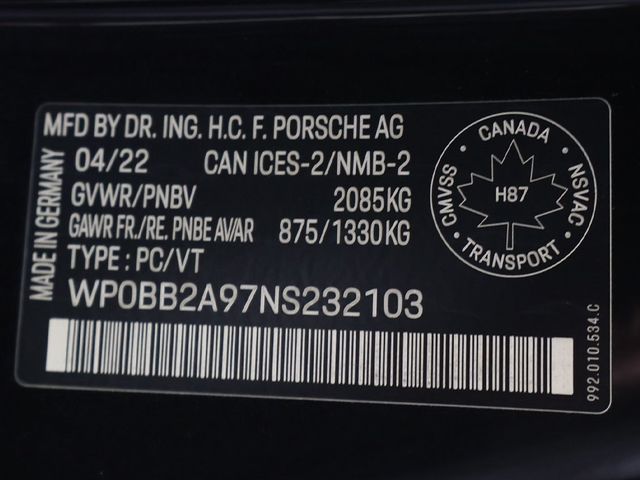 MFD BY DR. ING. H.C. F. PORSCHE AG
04/22 CAN ICES-2/NMB-2
GVWR/PNBV 2085KG
GAWR FR./RE. PNBE AV/AR 875/1330KG
TYPE : PC/VT
WP0BB2A97NS232103
MADE IN GERMANY
CANADA
CMVSS
NSVAC
H87
TRANSPORT
992.010.534.C